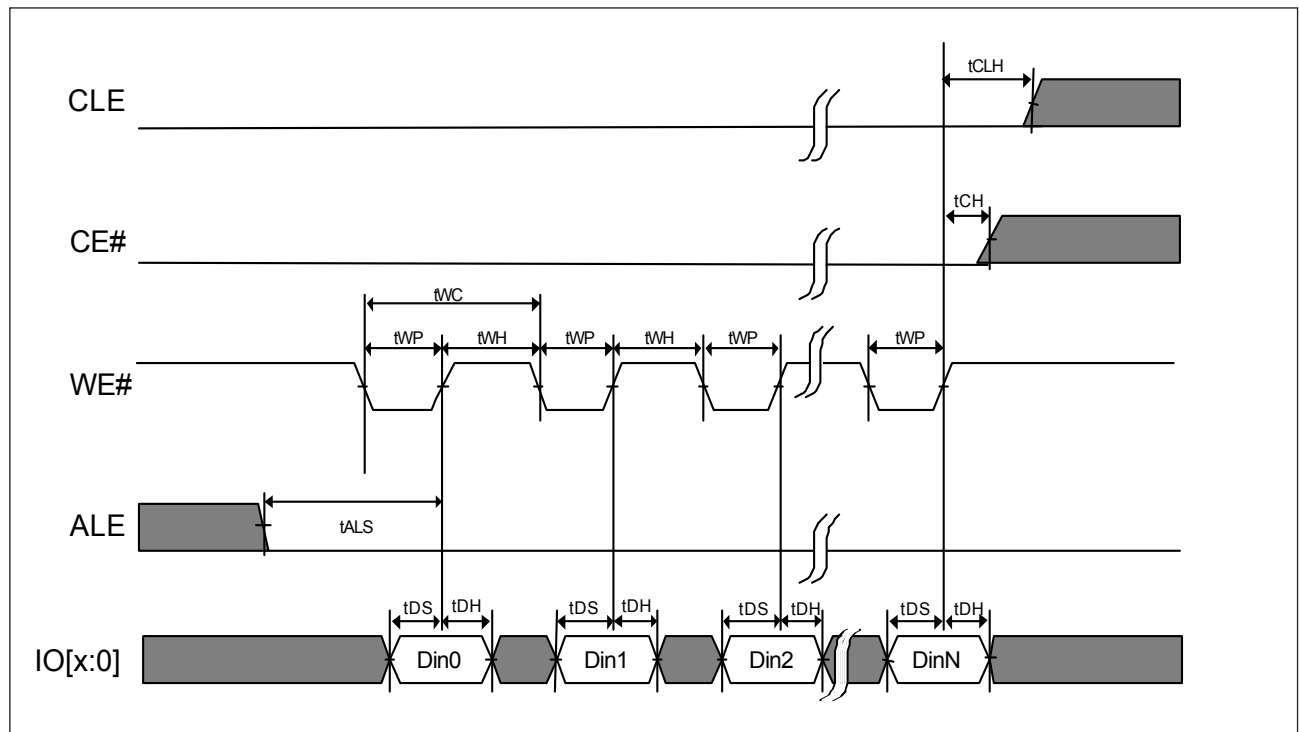 tCLH
CLE
tCH
CE#
tWC
tWP tWH tWP tWH tWP tWP
WE#
ALE
tALS
tDS tDH tDS tDH tDS tDH tDS tDH
IO[x:0] Din0 Din1 Din2 DinN